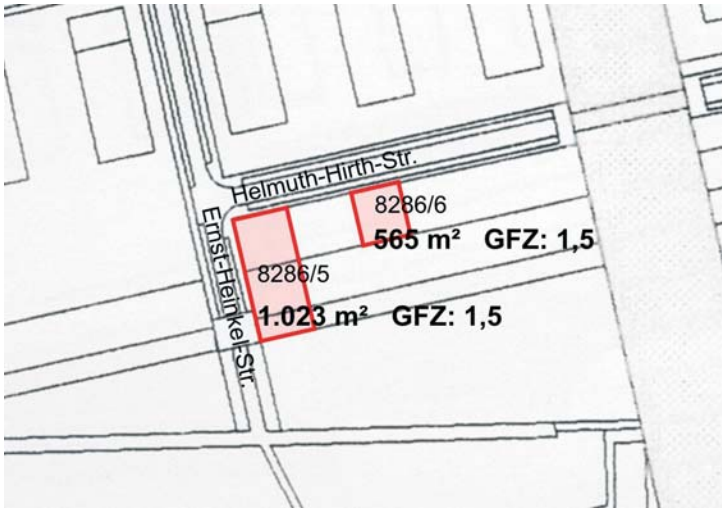 Helmuth-Hirth-Str.
8286/6
565 m² GFZ: 1,5
Ernst-Heinkel-Str.
8286/5
1.023 m² GFZ: 1,5